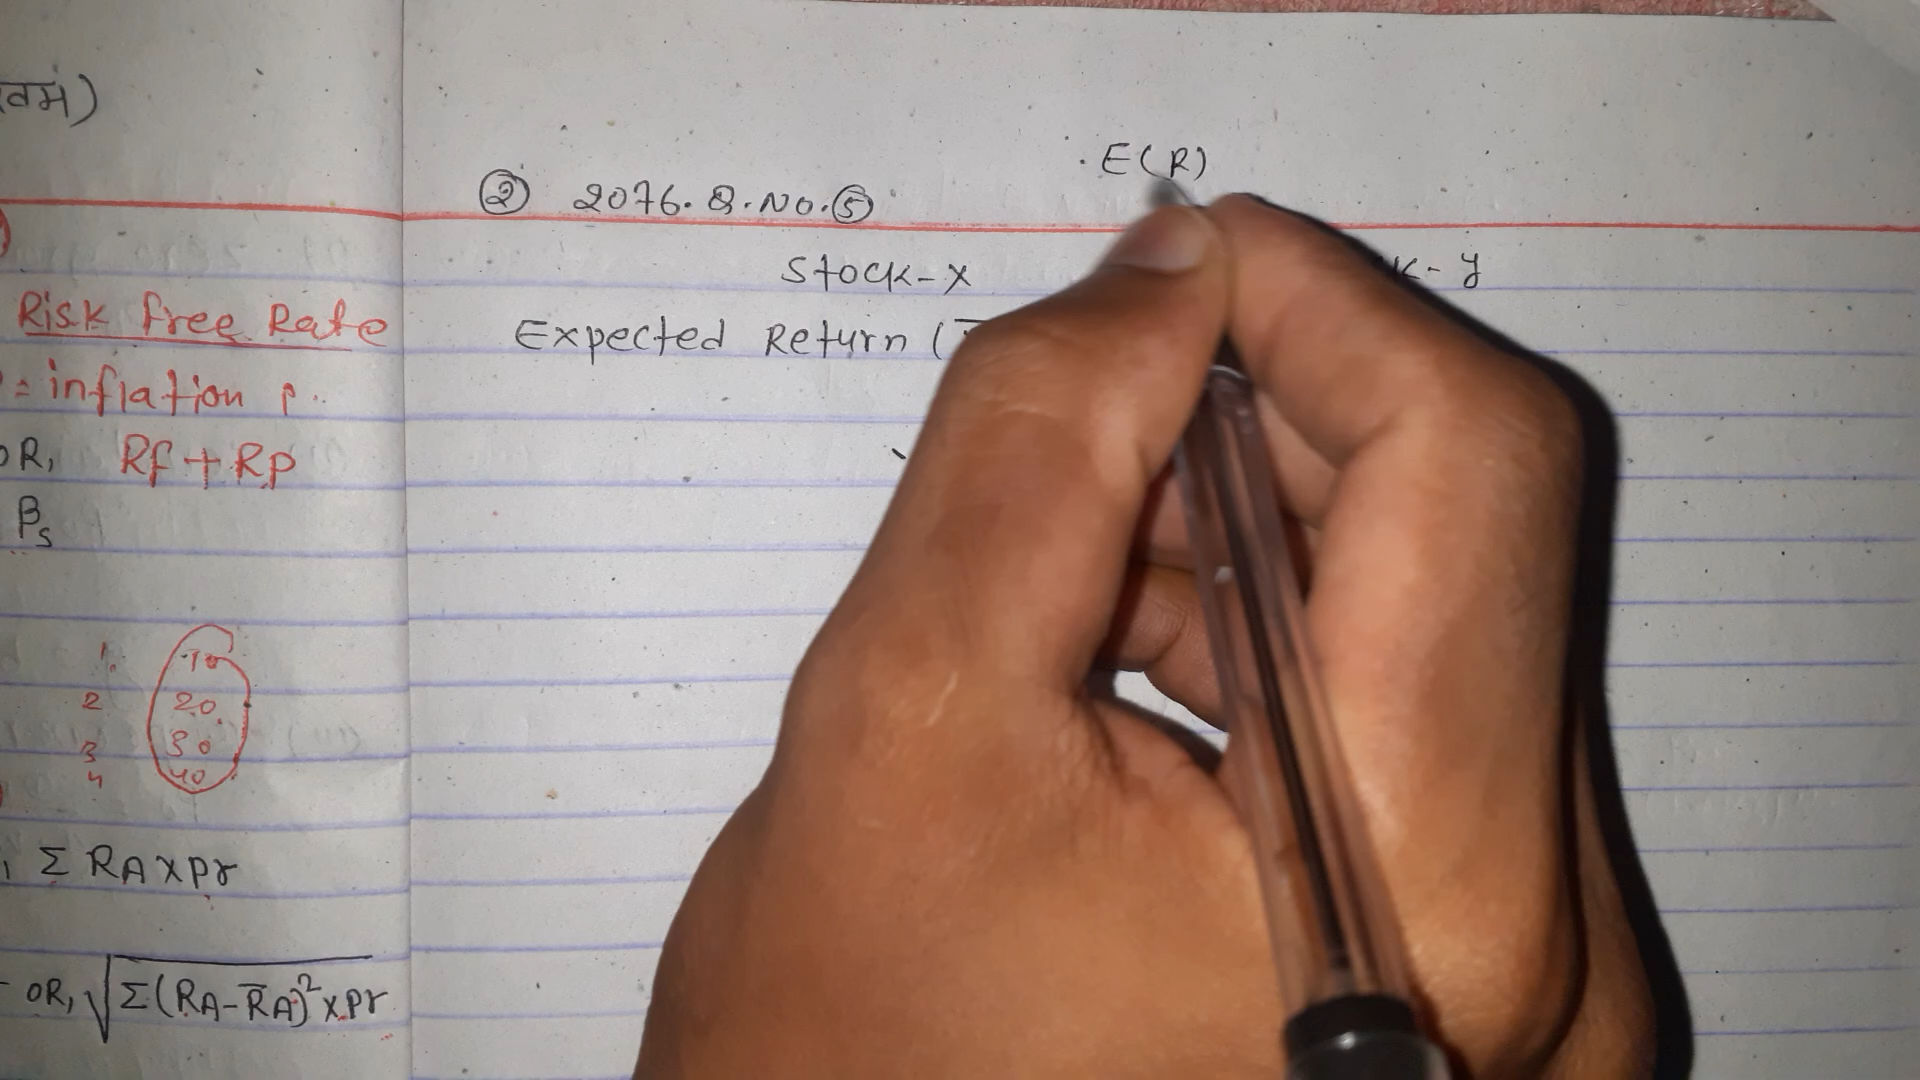 ② 2076. Q. No. ⑤
E(R)
Stock-X
K-y
Expected Return (
Risk free Rate
= inflation P..
OR, Rf + Rp
βs
1. 10
2 20
3 30
4 40
Σ RA x Pr
OR, √Σ(RA - R̅A)² x Pr